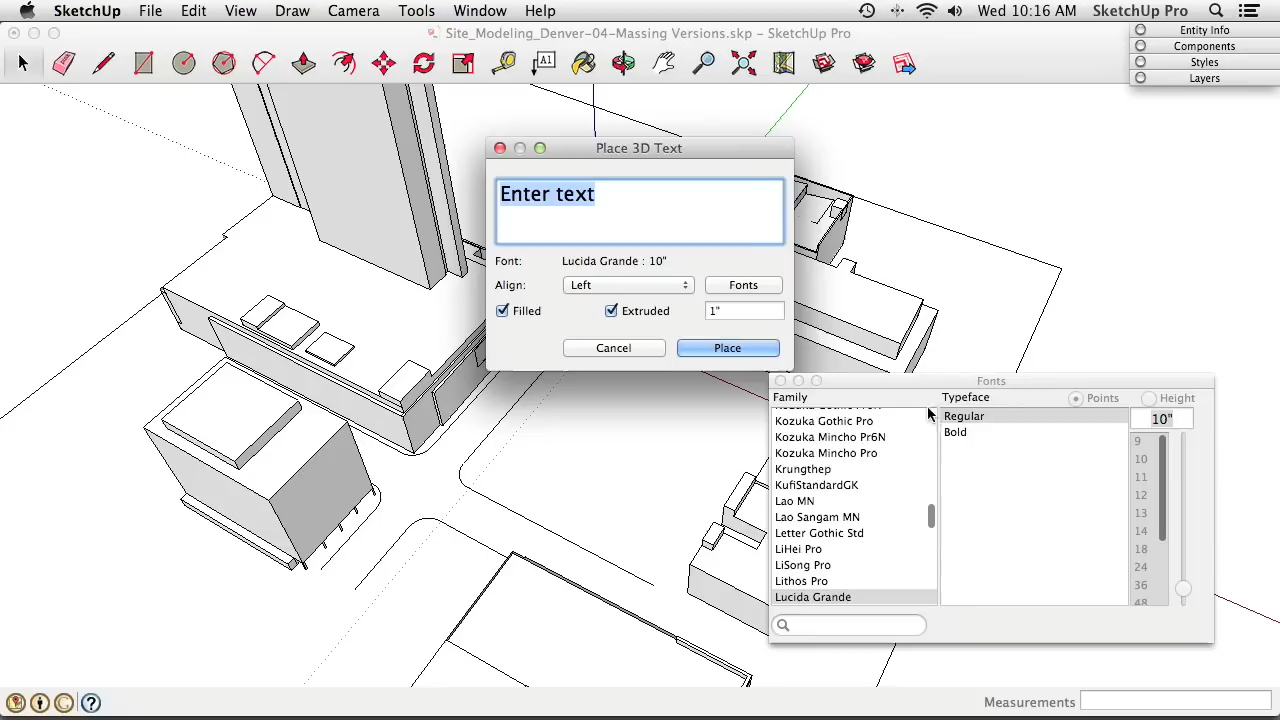 SketchUp File Edit View Draw Camera Tools Window Help Wed 10:16 AM SketchUp Pro
Site_Modeling_Denver-04-Massing Versions.skp – SketchUp Pro
Entity Info
Components
Styles
Layers
A1
Place 3D Text
Enter text
Font: Lucida Grande : 10"
Align: Left Fonts
Filled Extruded 1"
Cancel Place
Fonts
Family Typeface Points Height
Kozuka Gothic Pro
Kozuka Mincho Pr6N
Kozuka Mincho Pro
Krungthep
KufiStandardGK
Lao MN
Lao Sangam MN
Letter Gothic Std
LiHei Pro
LiSong Pro
Lithos Pro
Lucida Grande
Regular
Bold
10"
9
10
11
12
13
14
18
24
36
48
Measurements